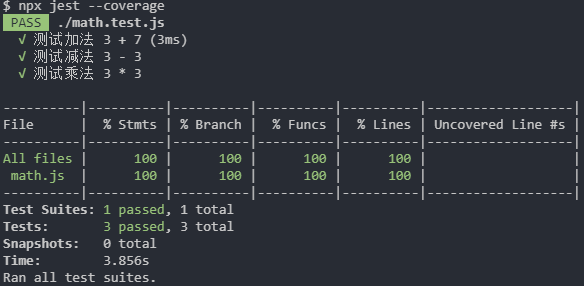 $ npx jest --coverage
PASS ./math.test.js
√ 测试加法 3 + 7 (3ms)
√ 测试减法 3 - 3
√ 测试乘法 3 * 3
----------|----------|----------|----------|----------|-------------------|
File      |  % Stmts | % Branch |  % Funcs |  % Lines | Uncovered Line #s |
----------|----------|----------|----------|----------|-------------------|
All files |      100 |      100 |      100 |      100 |                   |
 math.js  |      100 |      100 |      100 |      100 |                   |
----------|----------|----------|----------|----------|-------------------|
Test Suites: 1 passed, 1 total
Tests:       3 passed, 3 total
Snapshots:   0 total
Time:        3.856s
Ran all test suites.